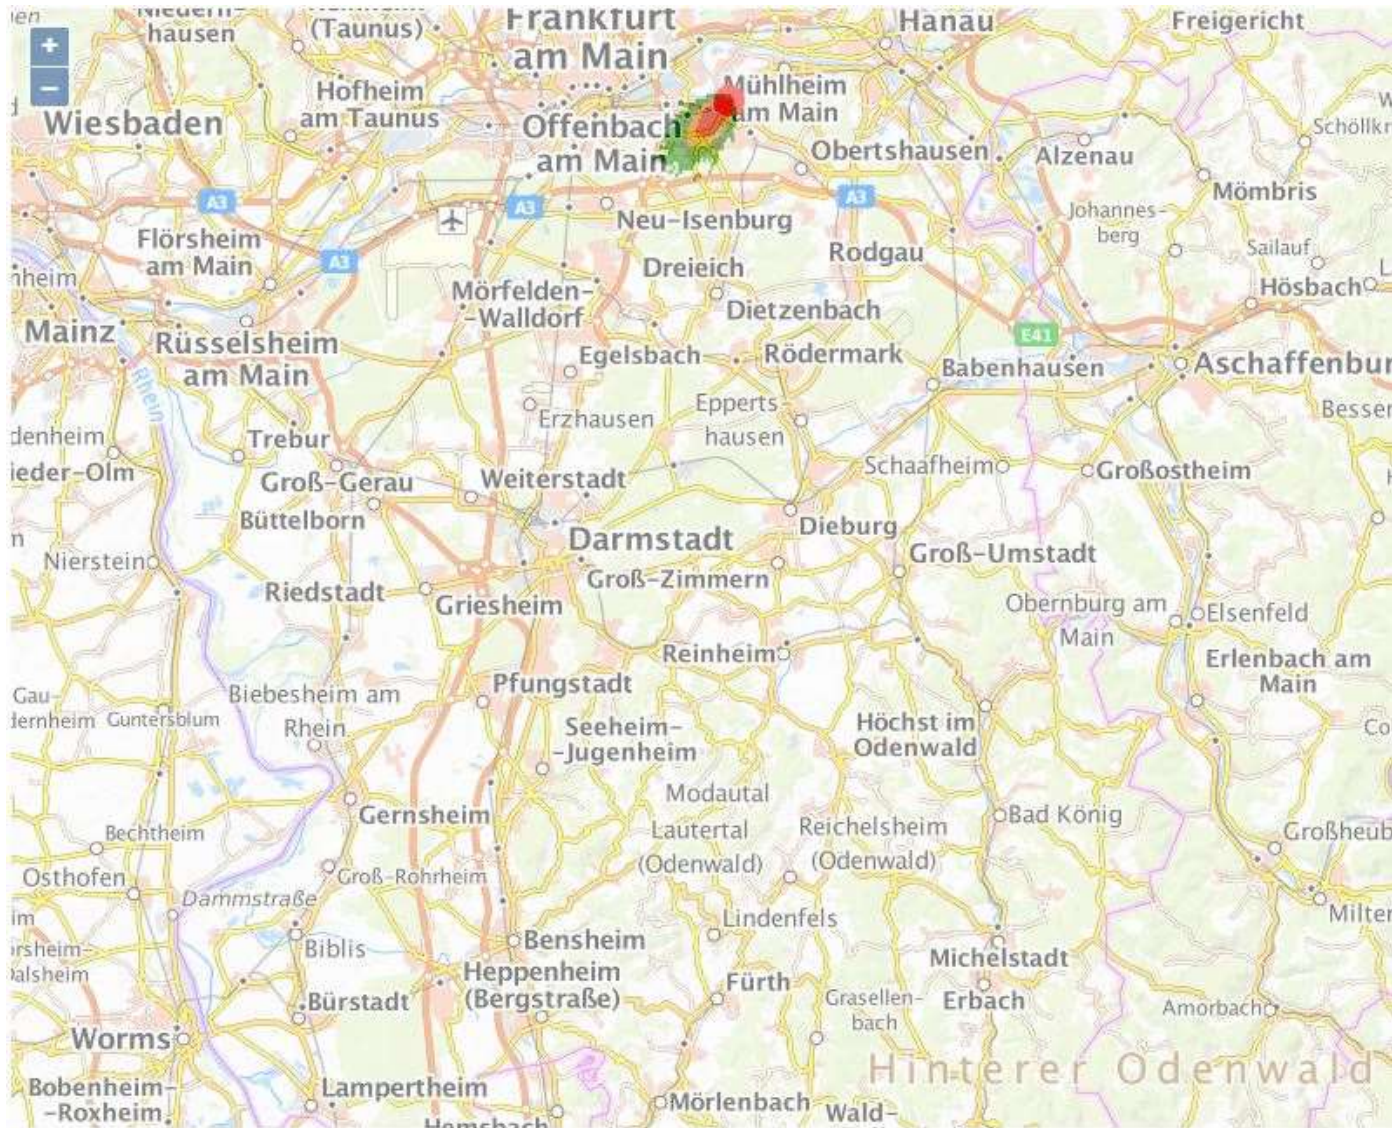 Nledern-
hausen
(Taunus)
Frankfurt
am Main
Hanau
Freigericht
+
−
Hofheim
am Taunus
Mühlheim
am Main
Wiesbaden
Offenbach
am Main
Obertshausen
Alzenau
Mömbris
A3
A3
A3
Neu-Isenburg
Johannes-
berg
Flörsheim
am Main
A3
Dreieich
Rodgau
Sailauf
Hösbach
Mörfelden-
-Walldorf
Dietzenbach
Mainz
Rüsselsheim
am Main
E41
Egelsbach
Rödermark
Babenhausen
Rhein
Erzhausen
Epperts-
hausen
Trebur
Groß-Gerau
Weiterstadt
Schaafheim
Großostheim
Büttelborn
Darmstadt
Dieburg
Nierstein
Groß-Zimmern
Groß-Umstadt
Riedstadt
Griesheim
Obernburg am
Main
Elsenfeld
Reinheim
Erlenbach am
Main
Gau-
Guntersblum
Biebesheim am
Rhein
Pfungstadt
Seeheim-
-Jugenheim
Höchst im
Odenwald
Modautal
Gernsheim
Lautertal
(Odenwald)
Reichelsheim
(Odenwald)
Bad König
Bechtheim
Osthofen
Groß-Rohrheim
Dammstraße
Lindenfels
Biblis
Bensheim
Michelstadt
Heppenheim
(Bergstraße)
Fürth
Grasellen-
bach
Erbach
Bürstadt
Amorbach
Worms
Hinterer Odenwald
Bobenheim-
-Roxheim
Lampertheim
Mörlenbach
Wald-